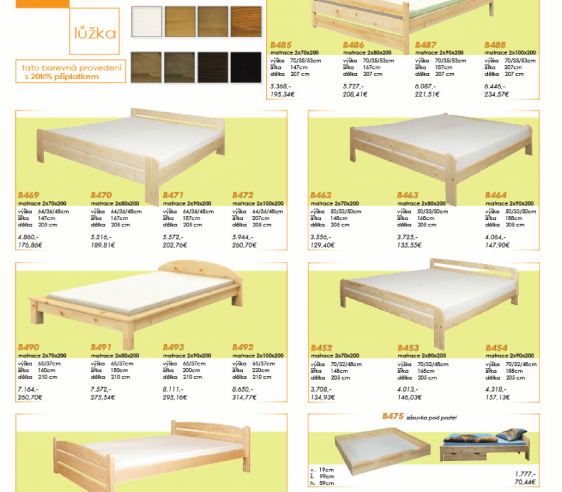 lůžka
tato barevná provedení
s 20% příplatkem
B485 B486 B487 B488
matrace 2x70x200 matrace 2x80x200 matrace 2x90x200 matrace 2x100x200
výška 70/35/53cm výška 70/35/53cm výška 70/35/53cm výška 70/35/53cm
šířka 147cm šířka 167cm šířka 187cm šířka 207cm
délka 207 cm délka 207 cm délka 207 cm délka 207 cm
5.368,- 5.727,- 6.087,- 6.446,-
195,34€ 208,41€ 221,51€ 234,57€
B469 B470 B471 B472
matrace 2x70x200 matrace 2x80x200 matrace 2x90x200 matrace 2x100x200
výška 64/36/48cm výška 64/36/48cm výška 64/36/48cm výška 64/36/48cm
šířka 147cm šířka 167cm šířka 187cm šířka 207cm
délka 205 cm délka 205 cm délka 205 cm délka 205 cm
4.860,- 5.216,- 5.572,- 5.944,-
176,86€ 189,81€ 202,76€ 260,70€
B462 B463 B464
matrace 2x70x200 matrace 2x80x200 matrace 2x90x200
výška 50/33/50cm výška 50/33/50cm výška 50/33/50cm
šířka 148cm šířka 168cm šířka 188cm
délka 205 cm délka 205 cm délka 205 cm
3.556,- 3.725,- 4.064,-
129,40€ 135,55€ 147,90€
B490 B491 B493 B492
matrace 2x70x200 matrace 2x80x200 matrace 2x90x200 matrace 2x100x200
výška 65/37cm výška 65/37cm výška 65/37cm výška 65/37cm
šířka 160cm šířka 180cm šířka 200cm šířka 220cm
délka 210 cm délka 210 cm délka 210 cm délka 210 cm
7.164,- 7.572,- 8.111,- 8.650,-
260,70€ 275,54€ 295,16€ 314,77€
B452 B453 B454
matrace 2x70x200 matrace 2x80x200 matrace 2x90x200
výška 70/32/48cm výška 70/32/48cm výška 70/32/48cm
šířka 148cm šířka 168cm šířka 188cm
délka 205 cm délka 205 cm délka 205 cm
3.708,- 4.013,- 4.318,-
134,93€ 146,03€ 157,13€
B475 zásuvka pod postel
v. 19cm
š. 99cm
h. 89cm
1.777,-
70,44€